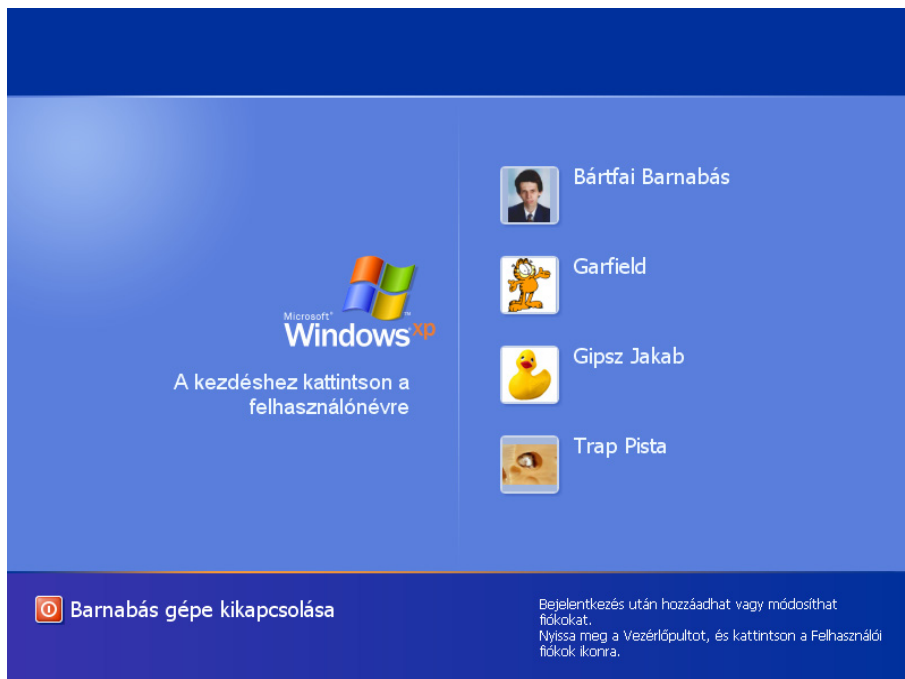 Microsoft®
Windows xp™
A kezdéshez kattintson a
felhasználónévre
Bártfai Barnabás
Garfield
Gipsz Jakab
Trap Pista
Barnabás gépe kikapcsolása
Bejelentkezés után hozzáadhat vagy módosíthat
fiókokat.
Nyissa meg a Vezérlőpultot, és kattintson a Felhasználói
fiókok ikonra.